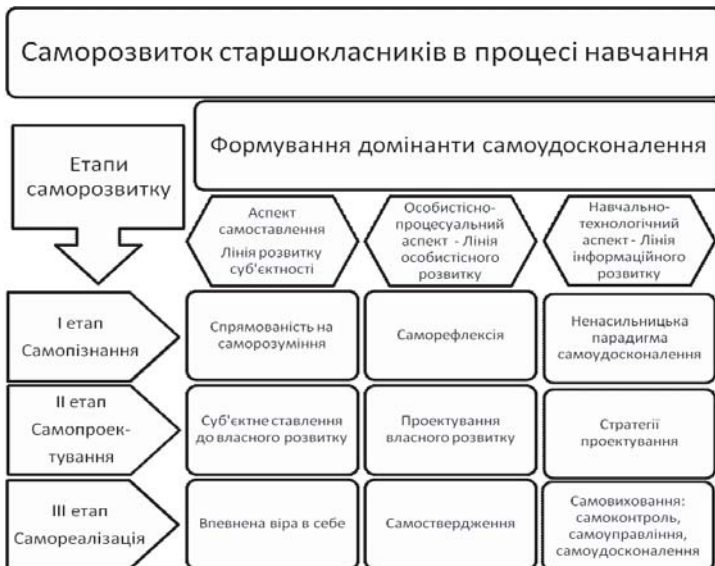 Саморозвиток старшокласників в процесі навчання
Формування домінанти самоудосконалення
Етапи
саморозвитку
Аспект
самоставлення
Лінія розвитку
суб'єктності
Особистісно-
процесуальний
аспект - Лінія
особистісного
розвитку
Навчально-
технологічний
аспект - Лінія
інформаційного
розвитку
І етап
Самопізнання
Спрямованість на
саморозуміння
Саморефлексія
Ненасильницька
парадигма
самоудосконалення
ІІ етап
Самопроек-
тування
Суб'єктне ставлення
до власного розвитку
Проектування
власного розвитку
Стратегії
проектування
ІІІ етап
Самореалізація
Впевнена віра в себе
Самоствердження
Самовиховання:
самоконтроль,
самоуправління,
самоудосконалення